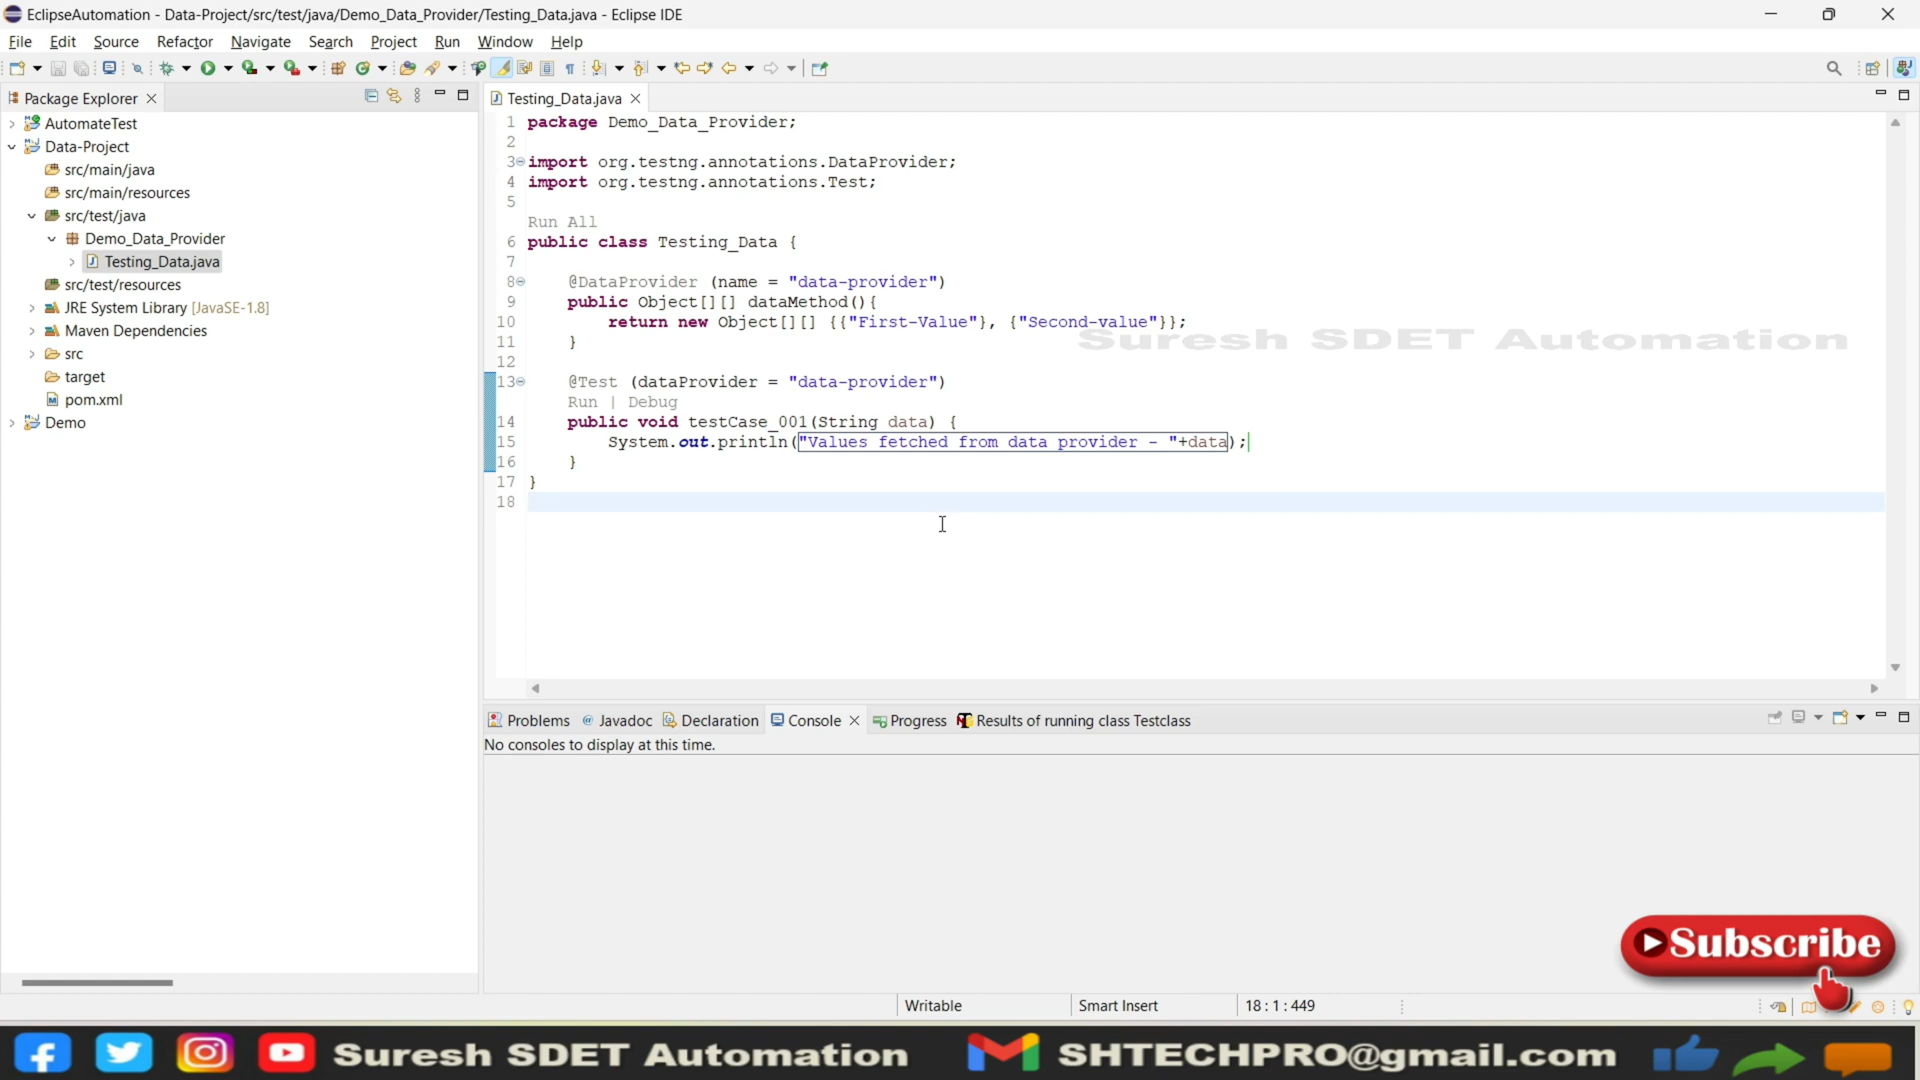 EclipseAutomation - Data-Project/src/test/java/Demo_Data_Provider/Testing_Data.java - Eclipse IDE
File Edit Source Refactor Navigate Search Project Run Window Help
Package Explorer
AutomateTest
Data-Project
src/main/java
src/main/resources
src/test/java
Demo_Data_Provider
Testing_Data.java
src/test/resources
JRE System Library [JavaSE-1.8]
Maven Dependencies
src
target
pom.xml
Demo
Testing_Data.java
1 package Demo_Data_Provider;
2
3 import org.testng.annotations.DataProvider;
4 import org.testng.annotations.Test;
5
Run All
6 public class Testing_Data {
7
8 @DataProvider (name = "data-provider")
9 public Object[][] dataMethod(){
10 return new Object[][] {{"First-Value"}, {"Second-value"}};
11 }
12
13 @Test (dataProvider = "data-provider")
Run | Debug
14 public void testCase_001(String data) {
15 System.out.println("Values fetched from data provider - "+data);
16 }
17 }
18
Suresh SDET Automation
Problems Javadoc Declaration Console Progress Results of running class Testclass
No consoles to display at this time.
Subscribe
Writable Smart Insert 18 : 1 : 449
Suresh SDET Automation SHTECHPRO@gmail.com